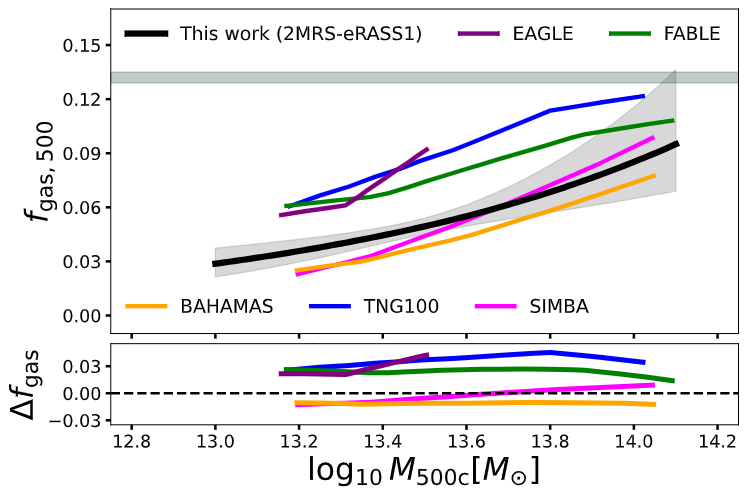 This work (2MRS-eRASS1) EAGLE FABLE
0.15
0.12
0.09
0.06
0.03
0.00
f_gas, 500
BAHAMAS TNG100 SIMBA
0.03
0.00
−0.03
Δf_gas
12.8 13.0 13.2 13.4 13.6 13.8 14.0 14.2
log₁₀ M₅₀₀c[M⊙]